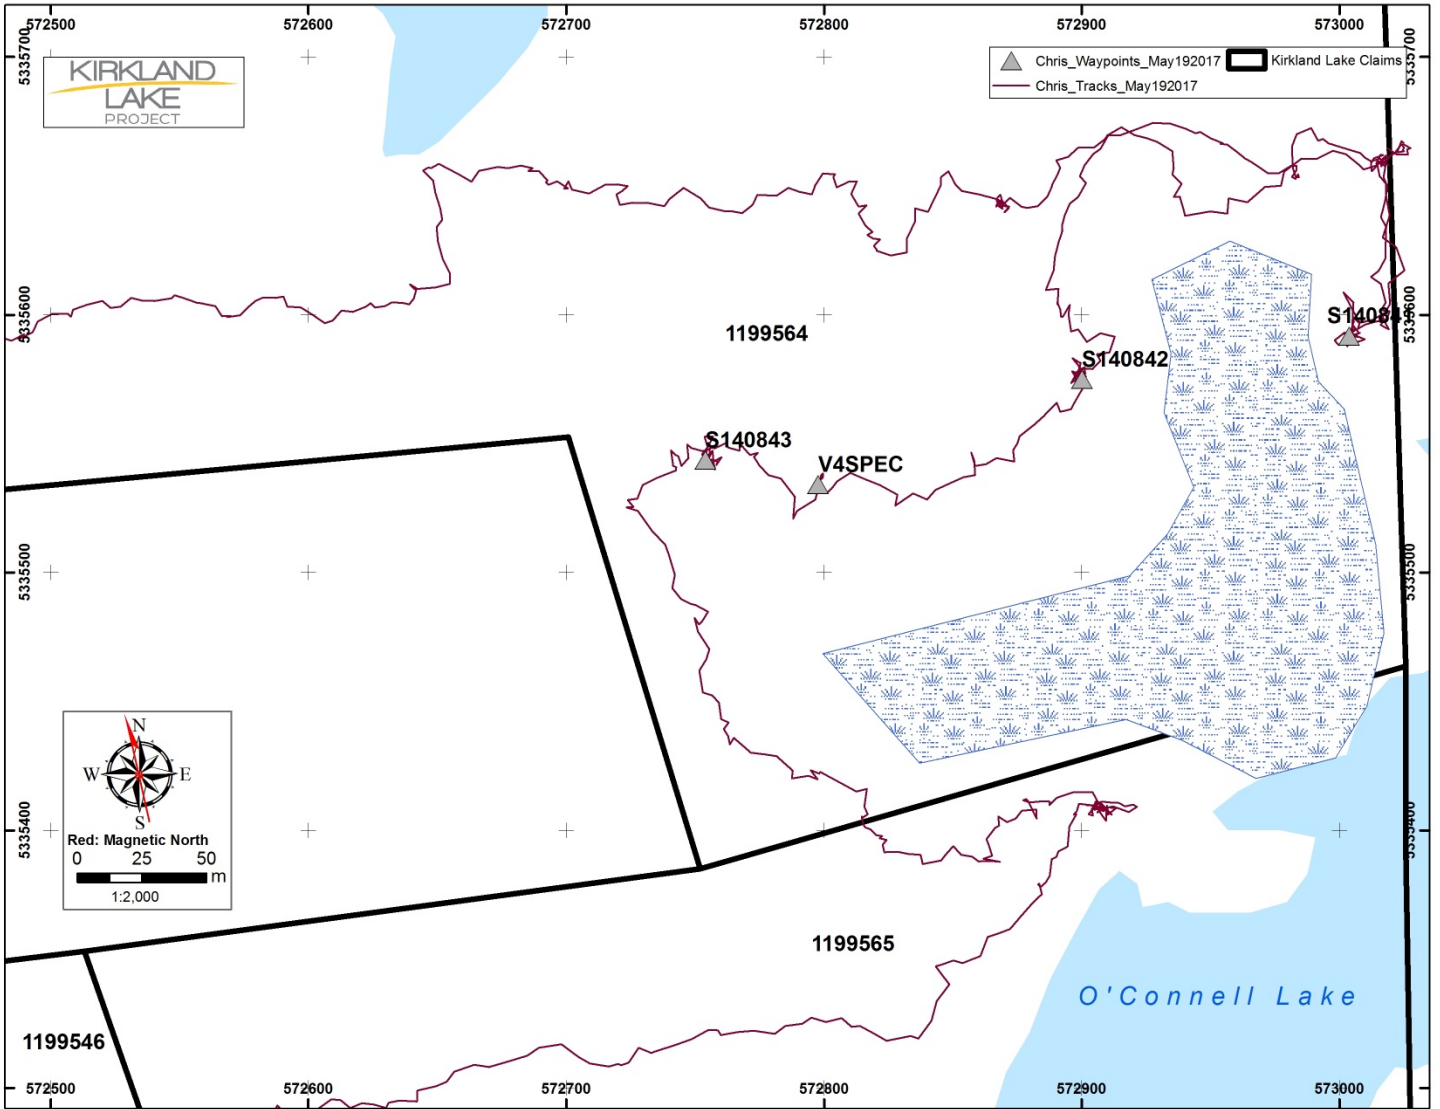 572500 572600 572700 572800 572900 573000
5335700
5335700
KIRKLAND
LAKE
PROJECT
Chris_Waypoints_May192017 Kirkland Lake Claims
Chris_Tracks_May192017
5335600
1199564
S14084
S140842
S140843
V4SPEC
5335500
5335500
N
W E
S
Red: Magnetic North
0 25 50
m
1:2,000
5335400
5335400
1199565
O'Connell Lake
1199546
572500 572600 572700 572800 572900 573000